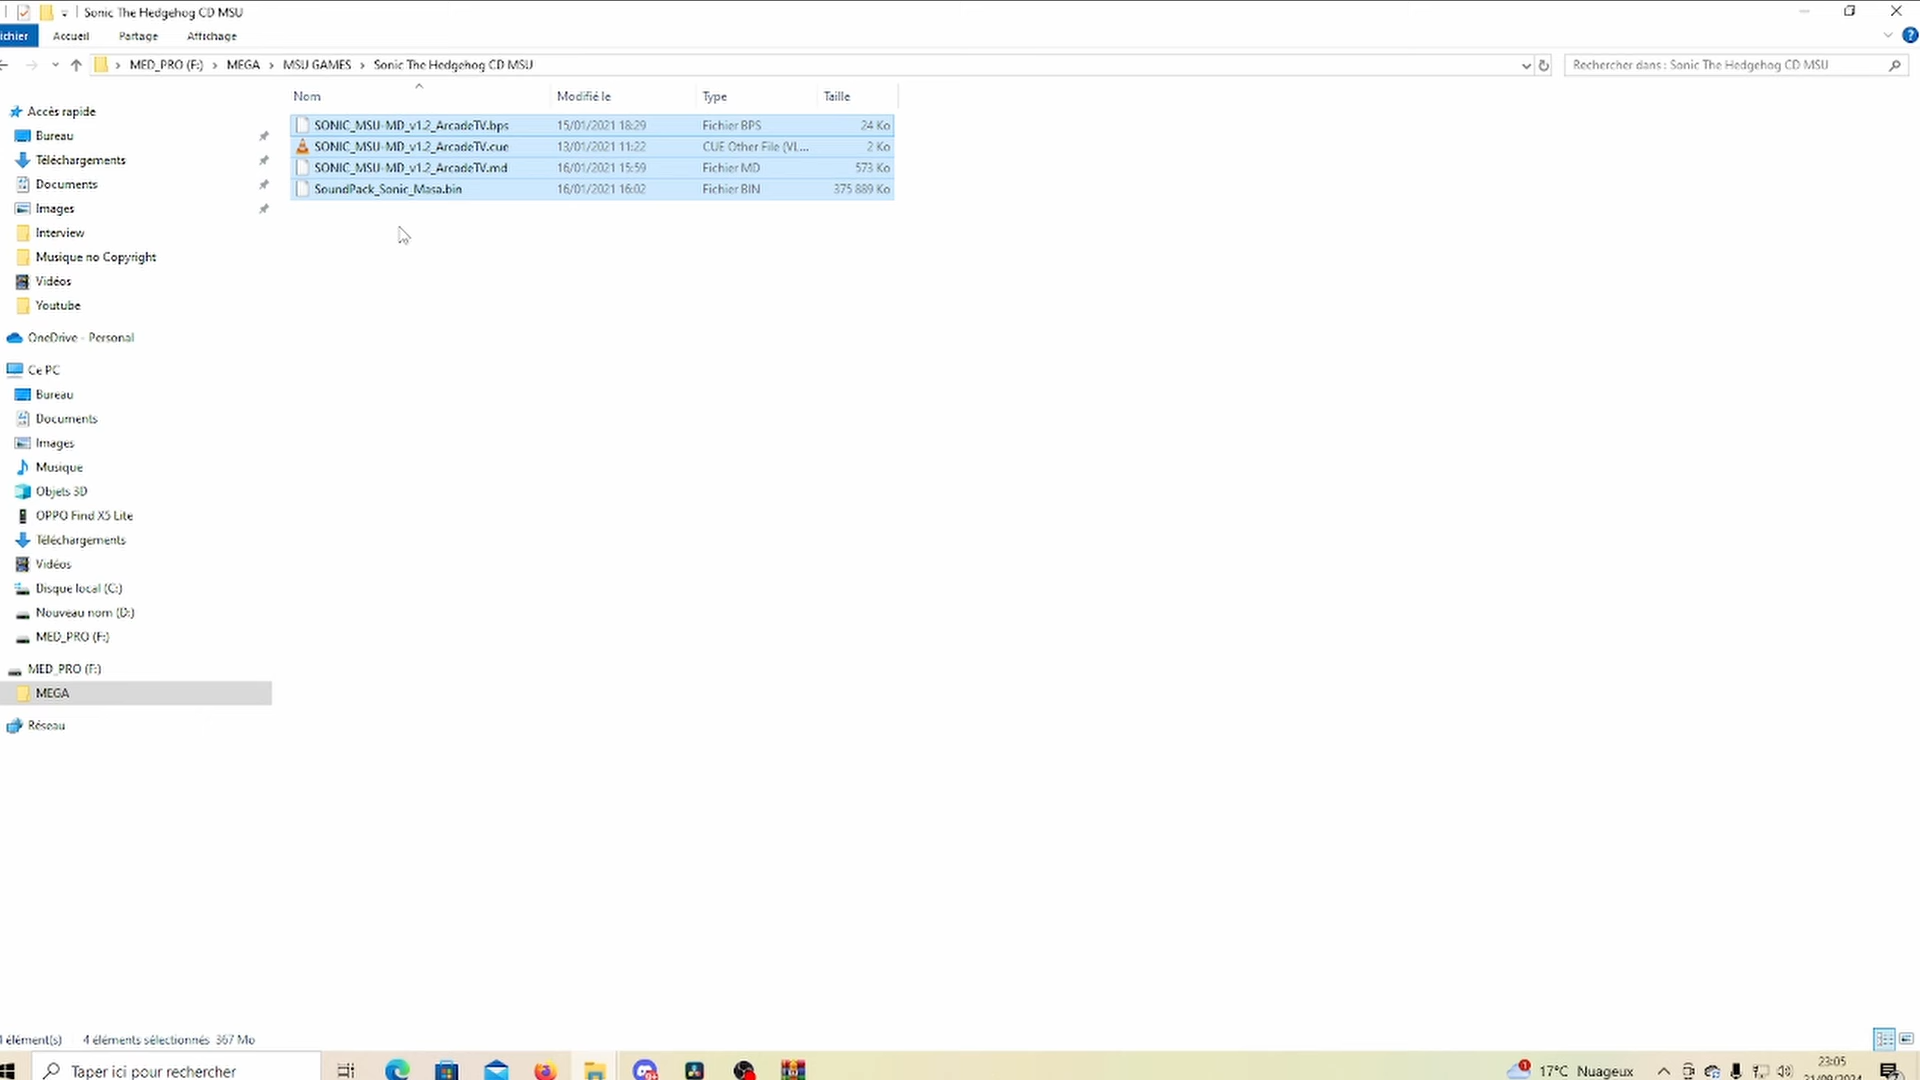 Sonic The Hedgehog CD MSU
ichier Accueil Partage Affichage
MED_PRO (F:) › MEGA › MSU GAMES › Sonic The Hedgehog CD MSU
Rechercher dans : Sonic The Hedgehog CD MSU
Nom Modifié le Type Taille
SONIC_MSU-MD_v1.2_ArcadeTV.bps 15/01/2021 18:29 Fichier BPS 24 Ko
SONIC_MSU-MD_v1.2_ArcadeTV.cue 13/01/2021 11:22 CUE Other File (VL... 2 Ko
SONIC_MSU-MD_v1.2_ArcadeTV.md 16/01/2021 15:59 Fichier MD 573 Ko
SoundPack_Sonic_Masa.bin 16/01/2021 16:02 Fichier BIN 375 889 Ko
Accès rapide
Bureau
Téléchargements
Documents
Images
Interview
Musique no Copyright
Vidéos
Youtube
OneDrive - Personal
Ce PC
Bureau
Documents
Images
Musique
Objets 3D
OPPO Find X5 Lite
Téléchargements
Vidéos
Disque local (C:)
Nouveau nom (D:)
MED_PRO (F:)
MED_PRO (F:)
MEGA
Réseau
élément(s) 4 éléments sélectionnés 367 Mo
Taper ici pour rechercher
17°C Nuageux
23:05